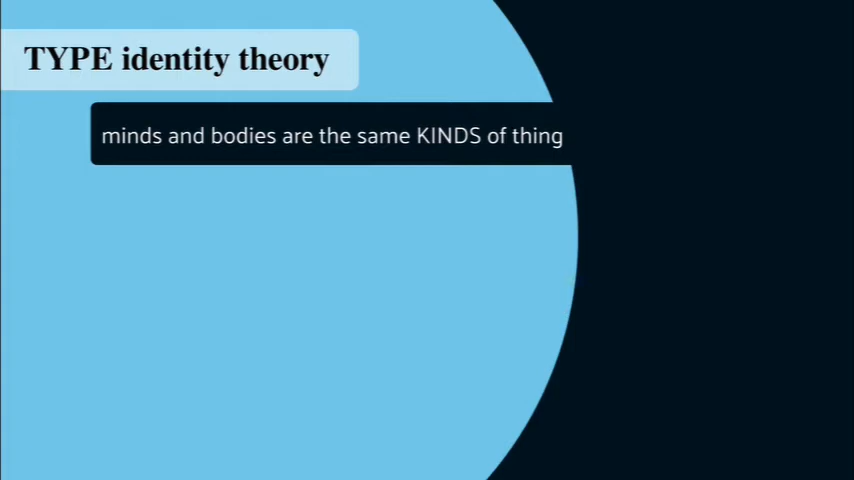 TYPE identity theory
minds and bodies are the same KINDS of thing